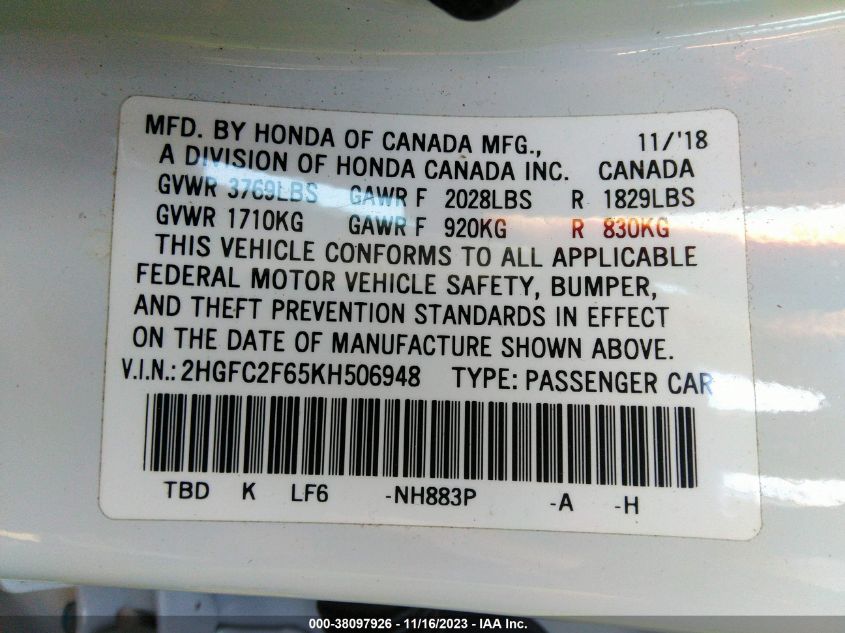 MFD. BY HONDA OF CANADA MFG., 11/'18
A DIVISION OF HONDA CANADA INC. CANADA
GVWR 3769LBS GAWR F 2028LBS R 1829LBS
GVWR 1710KG GAWR F 920KG R 830KG
THIS VEHICLE CONFORMS TO ALL APPLICABLE
FEDERAL MOTOR VEHICLE SAFETY, BUMPER,
AND THEFT PREVENTION STANDARDS IN EFFECT
ON THE DATE OF MANUFACTURE SHOWN ABOVE.
V.I.N.: 2HGFC2F65KH506948 TYPE: PASSENGER CAR
TBD K LF6 -NH883P -A -H
000-38097926 - 11/16/2023 - IAA Inc.